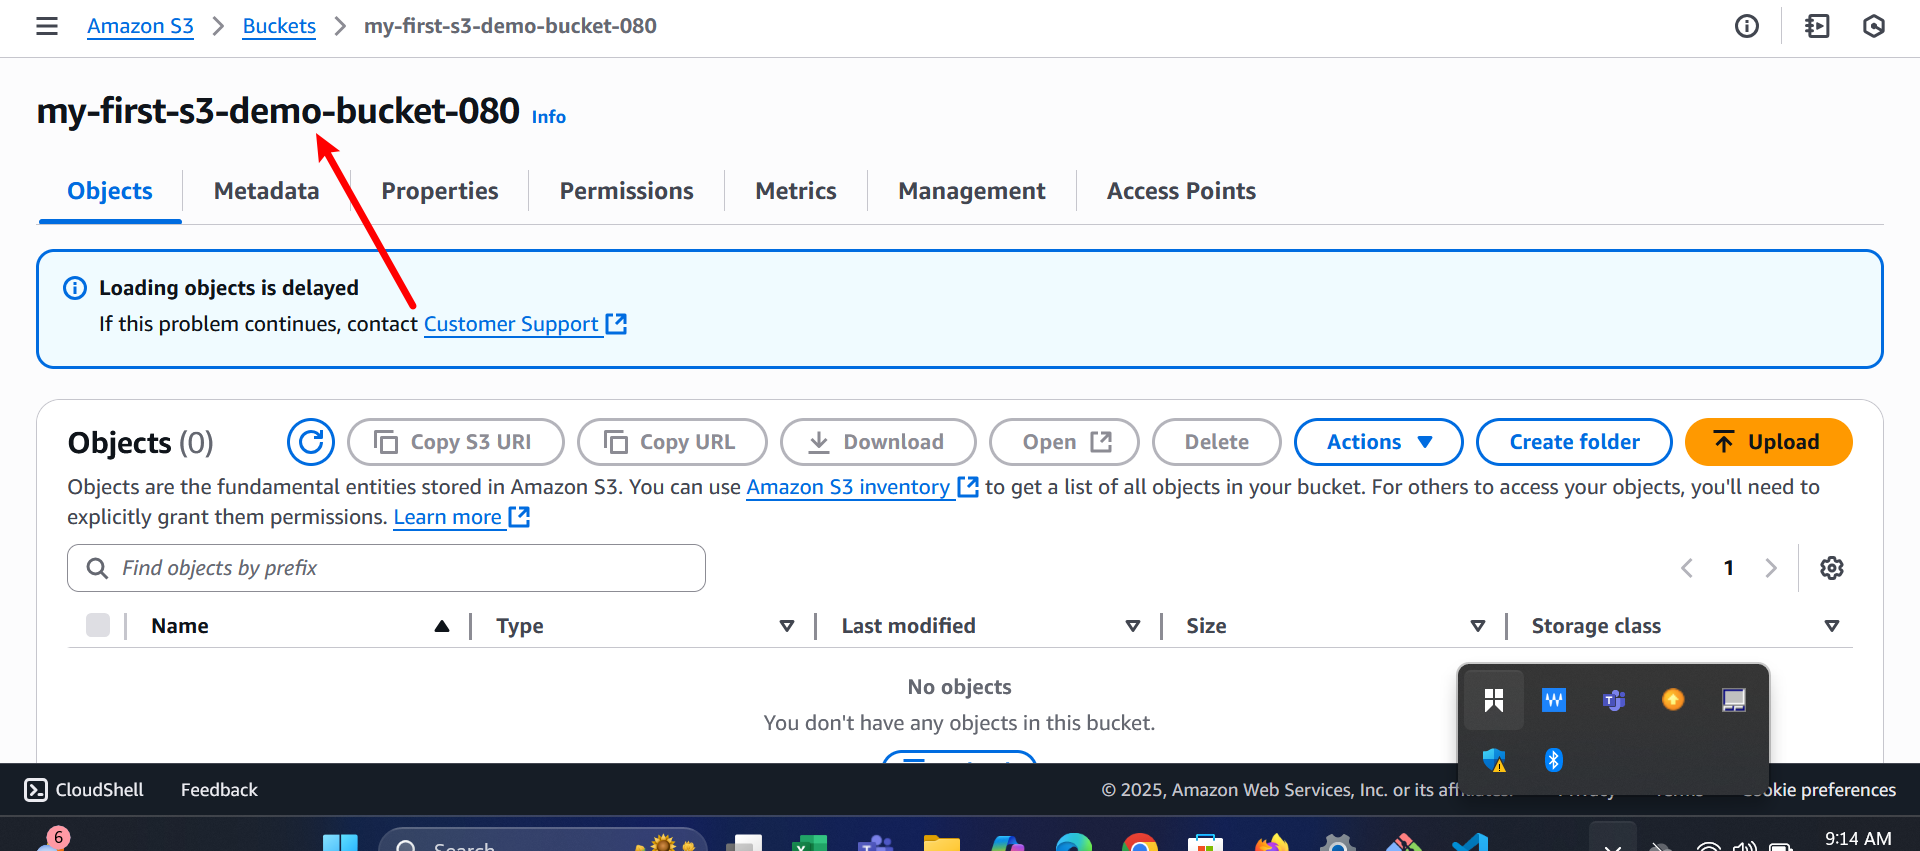 Amazon S3 Buckets my-first-s3-demo-bucket-080
my-first-s3-demo-bucket-080 Info
Objects Metadata Properties Permissions Metrics Management Access Points
Loading objects is delayed
If this problem continues, contact Customer Support
Objects (0) Copy S3 URI Copy URL Download Open Delete Actions Create folder Upload
Objects are the fundamental entities stored in Amazon S3. You can use Amazon S3 inventory to get a list of all objects in your bucket. For others to access your objects, you'll need to
explicitly grant them permissions. Learn more
Find objects by prefix 1
Name Type Last modified Size Storage class
No objects
You don't have any objects in this bucket.
CloudShell Feedback © 2025, Amazon Web Services, Inc. or its preferences
6 Search 9:14 AM